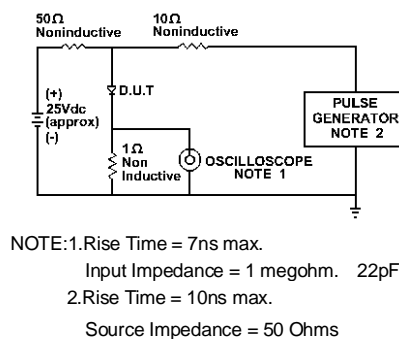 50Ω
Noninductive
10Ω
Noninductive
D.U.T
(+)
25Vdc
(approx)
(-)
PULSE
GENERATOR
NOTE 2
1Ω
Non
Inductive
OSCILLOSCOPE
NOTE 1
NOTE:1.Rise Time = 7ns max.
Input Impedance = 1 megohm. 22pF
2.Rise Time = 10ns max.
Source Impedance = 50 Ohms